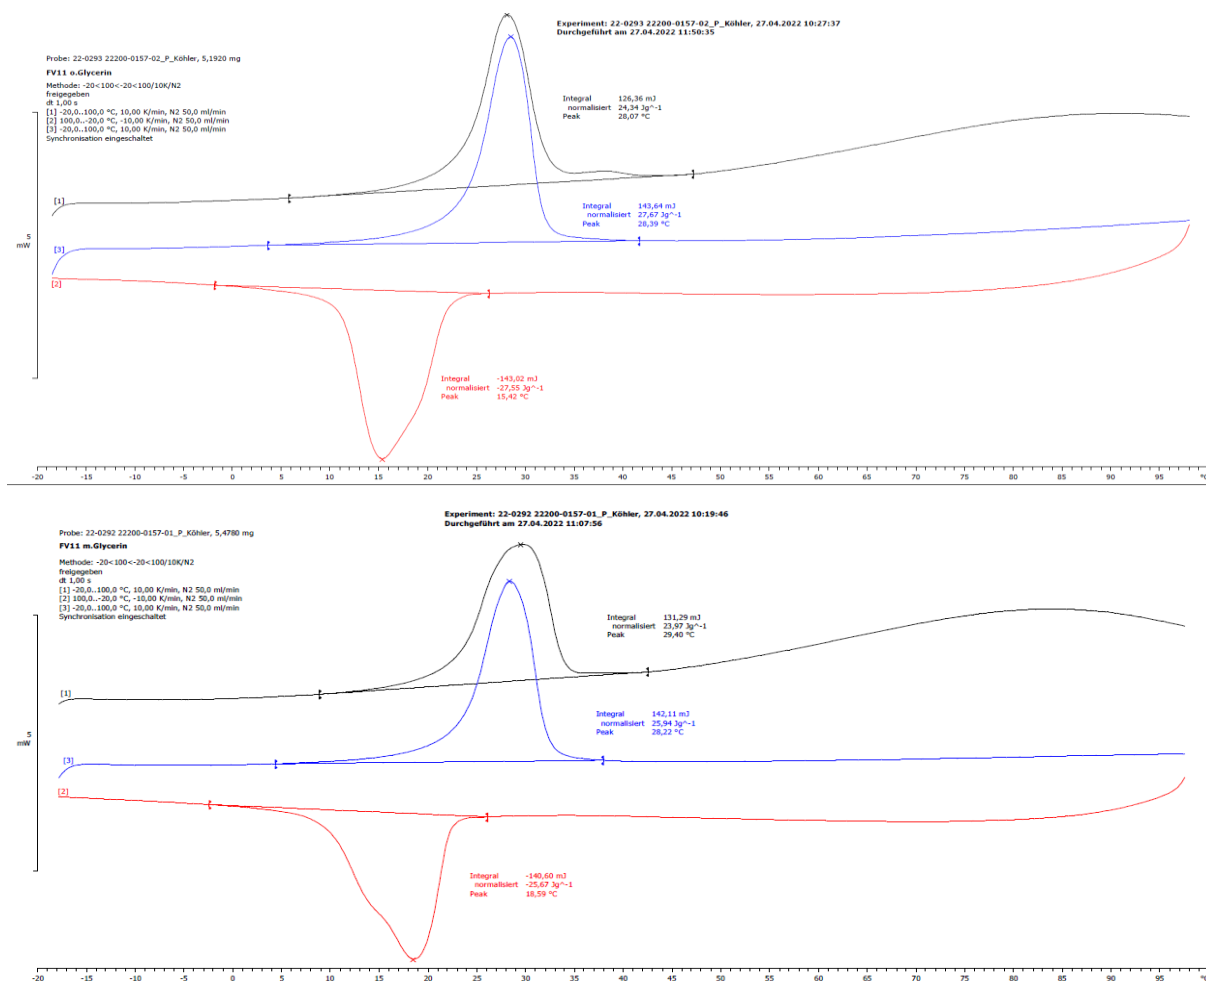 Experiment: 22-0293 22200-0157-02_P_Köhler, 27.04.2022 10:27:37
Durchgeführt am 27.04.2022 11:50:35
Probe: 22-0293 22200-0157-02_P_Köhler, 5,1920 mg
FV11 o.Glycerin
Methode: -20<100<-20<100/10K/N2
freigegeben
dt 1,00 s
[1] -20,0..100,0 °C, 10,00 K/min, N2 50,0 ml/min
[2] 100,0..-20,0 °C, -10,00 K/min, N2 50,0 ml/min
[3] -20,0..100,0 °C, 10,00 K/min, N2 50,0 ml/min
Synchronisation eingeschaltet
Integral 126,36 mJ
normalisiert 24,34 Jg^-1
Peak 28,07 °C
[1]
Integral 143,64 mJ
normalisiert 27,67 Jg^-1
Peak 28,39 °C
5
mW
[3]
[2]
Integral -143,02 mJ
normalisiert -27,55 Jg^-1
Peak 15,42 °C
-20 -15 -10 -5 0 5 10 15 20 25 30 35 40 45 50 55 60 65 70 75 80 85 90 95 °C
Experiment: 22-0292 22200-0157-01_P_Köhler, 27.04.2022 10:19:46
Durchgeführt am 27.04.2022 11:07:56
Probe: 22-0292 22200-0157-01_P_Köhler, 5,4780 mg
FV11 m.Glycerin
Methode: -20<100<-20<100/10K/N2
freigegeben
dt 1,00 s
[1] -20,0..100,0 °C, 10,00 K/min, N2 50,0 ml/min
[2] 100,0..-20,0 °C, -10,00 K/min, N2 50,0 ml/min
[3] -20,0..100,0 °C, 10,00 K/min, N2 50,0 ml/min
Synchronisation eingeschaltet
Integral 131,29 mJ
normalisiert 23,97 Jg^-1
Peak 29,40 °C
[1]
Integral 142,11 mJ
normalisiert 25,94 Jg^-1
Peak 28,22 °C
5
mW
[3]
[2]
Integral -140,60 mJ
normalisiert -25,67 Jg^-1
Peak 18,59 °C
-20 -15 -10 -5 0 5 10 15 20 25 30 35 40 45 50 55 60 65 70 75 80 85 90 95